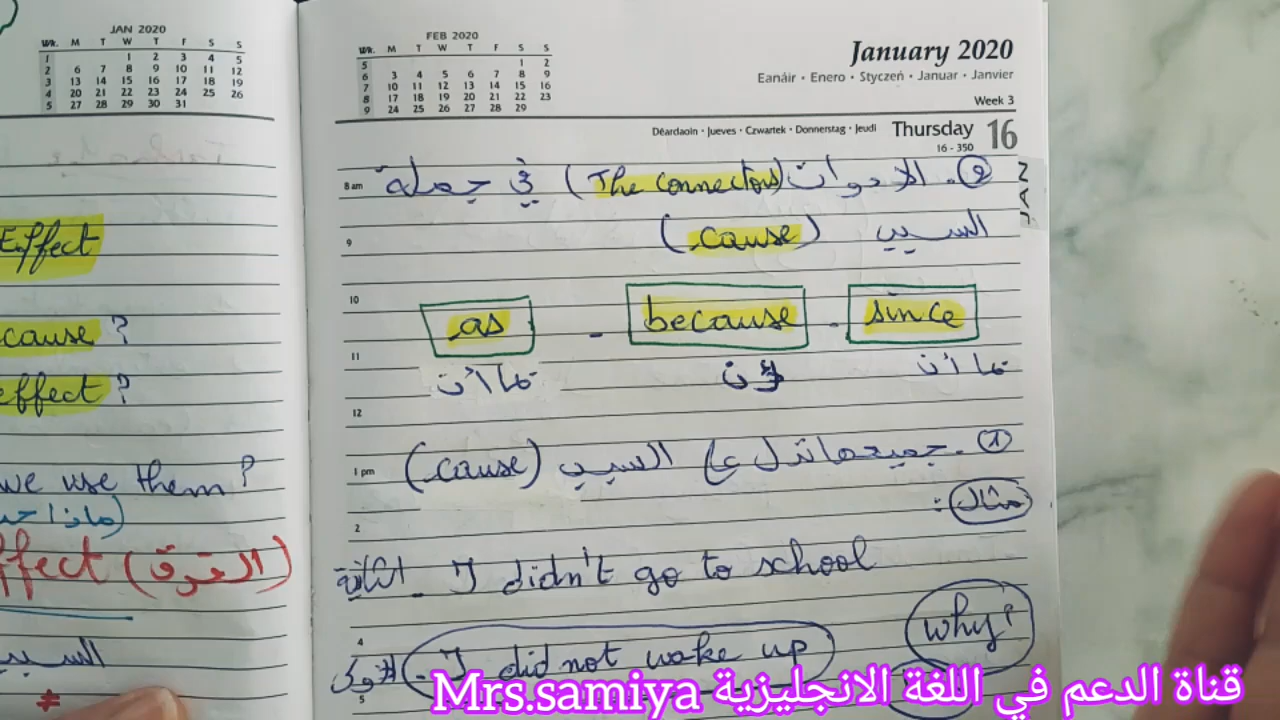 JAN 2020
Wk. M T W T F S S
1 1 2 3 4 5
2 6 7 8 9 10 11 12
3 13 14 15 16 17 18 19
4 20 21 22 23 24 25 26
5 27 28 29 30 31
Effect
cause ?
effect ?
we use them ?
ffect (الفرق)
FEB 2020
Wk. M T W T F S S
5 1 2
6 3 4 5 6 7 8 9
7 10 11 12 13 14 15 16
8 17 18 19 20 21 22 23
9 24 25 26 27 28 29
January 2020
Eanáir • Enero • Styczeń • Januar • Janvier
Week 3
Déardaoin • Jueves • Czwartek • Donnerstag • Jeudi Thursday 16
16 - 350
JAN
8 am الادوات (The connectors) في جملة
9 السبب (cause)
10
since - because - as
11
بما أن لأن بما أن
12
1 pm ① . جميعها تدل على السبب (cause)
مثال :
2
الثانية - I didn't go to school
why?
4
الأولى (- I did not wake up)
5
قناة الدعم في اللغة الانجليزية Mrs.samiya